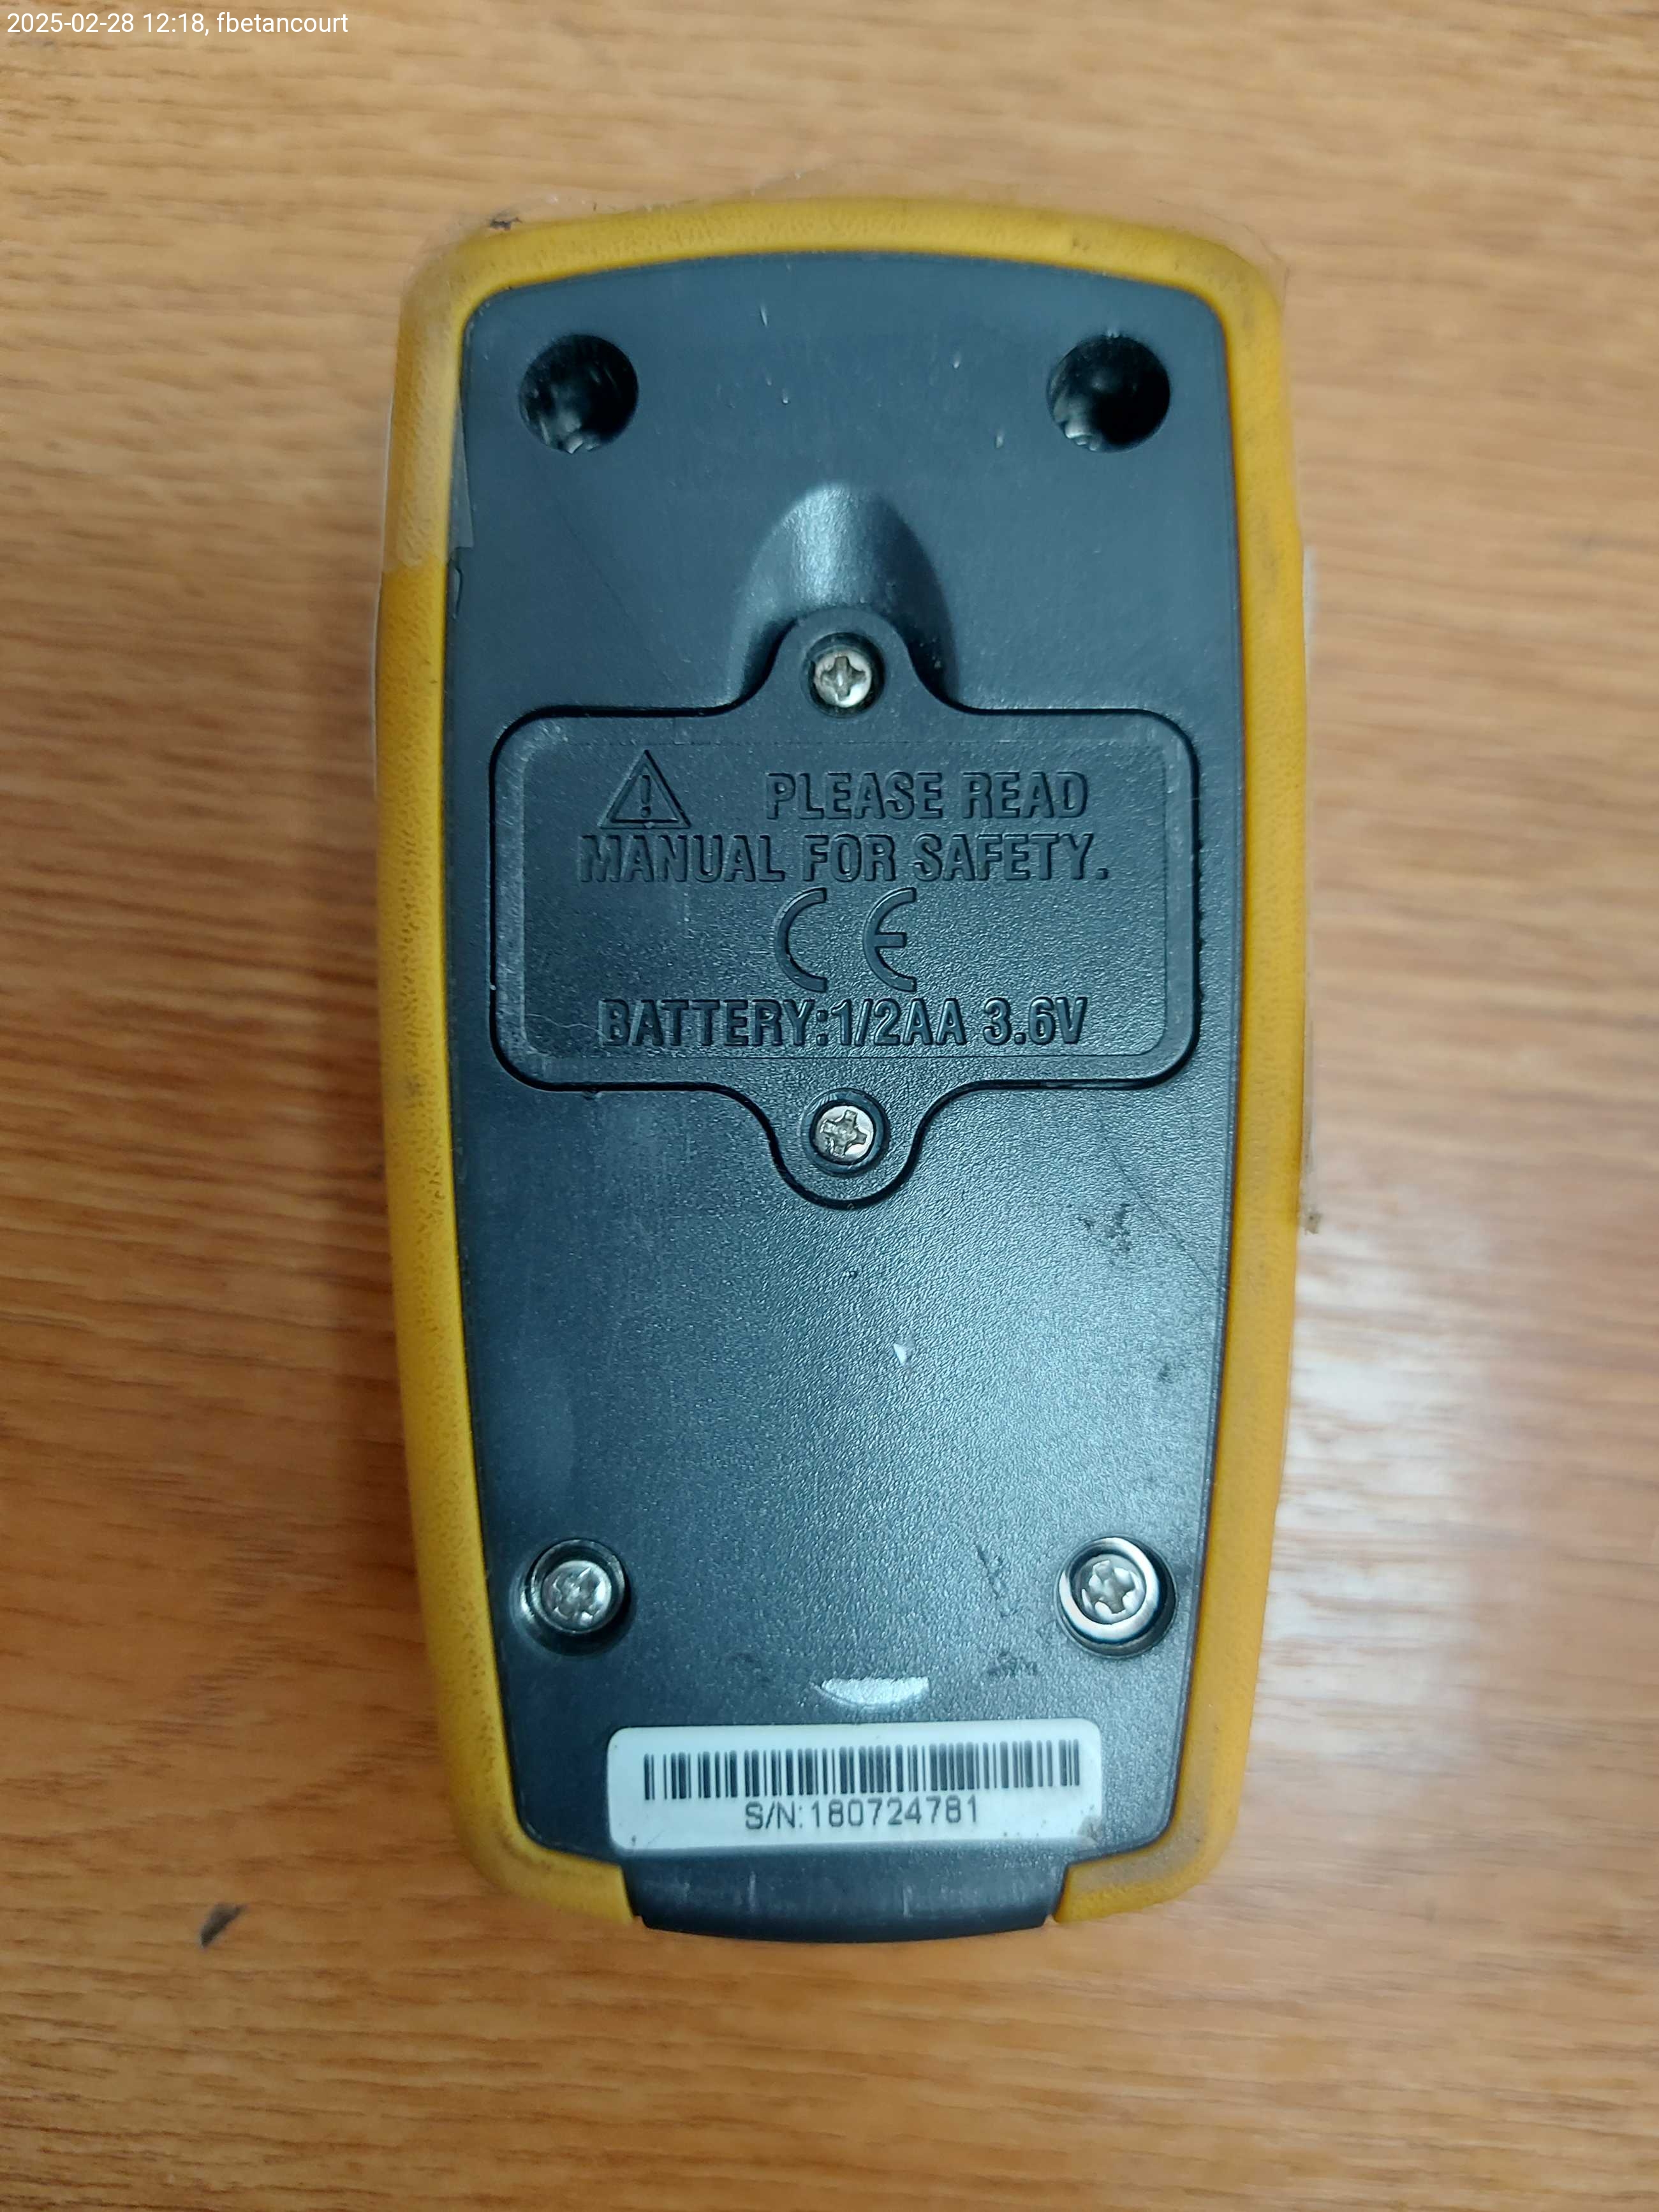 2025-02-28 12:18, fbetancourt
PLEASE READ
MANUAL FOR SAFETY.
CE
BATTERY:1/2AA 3.6V
S/N:180724781